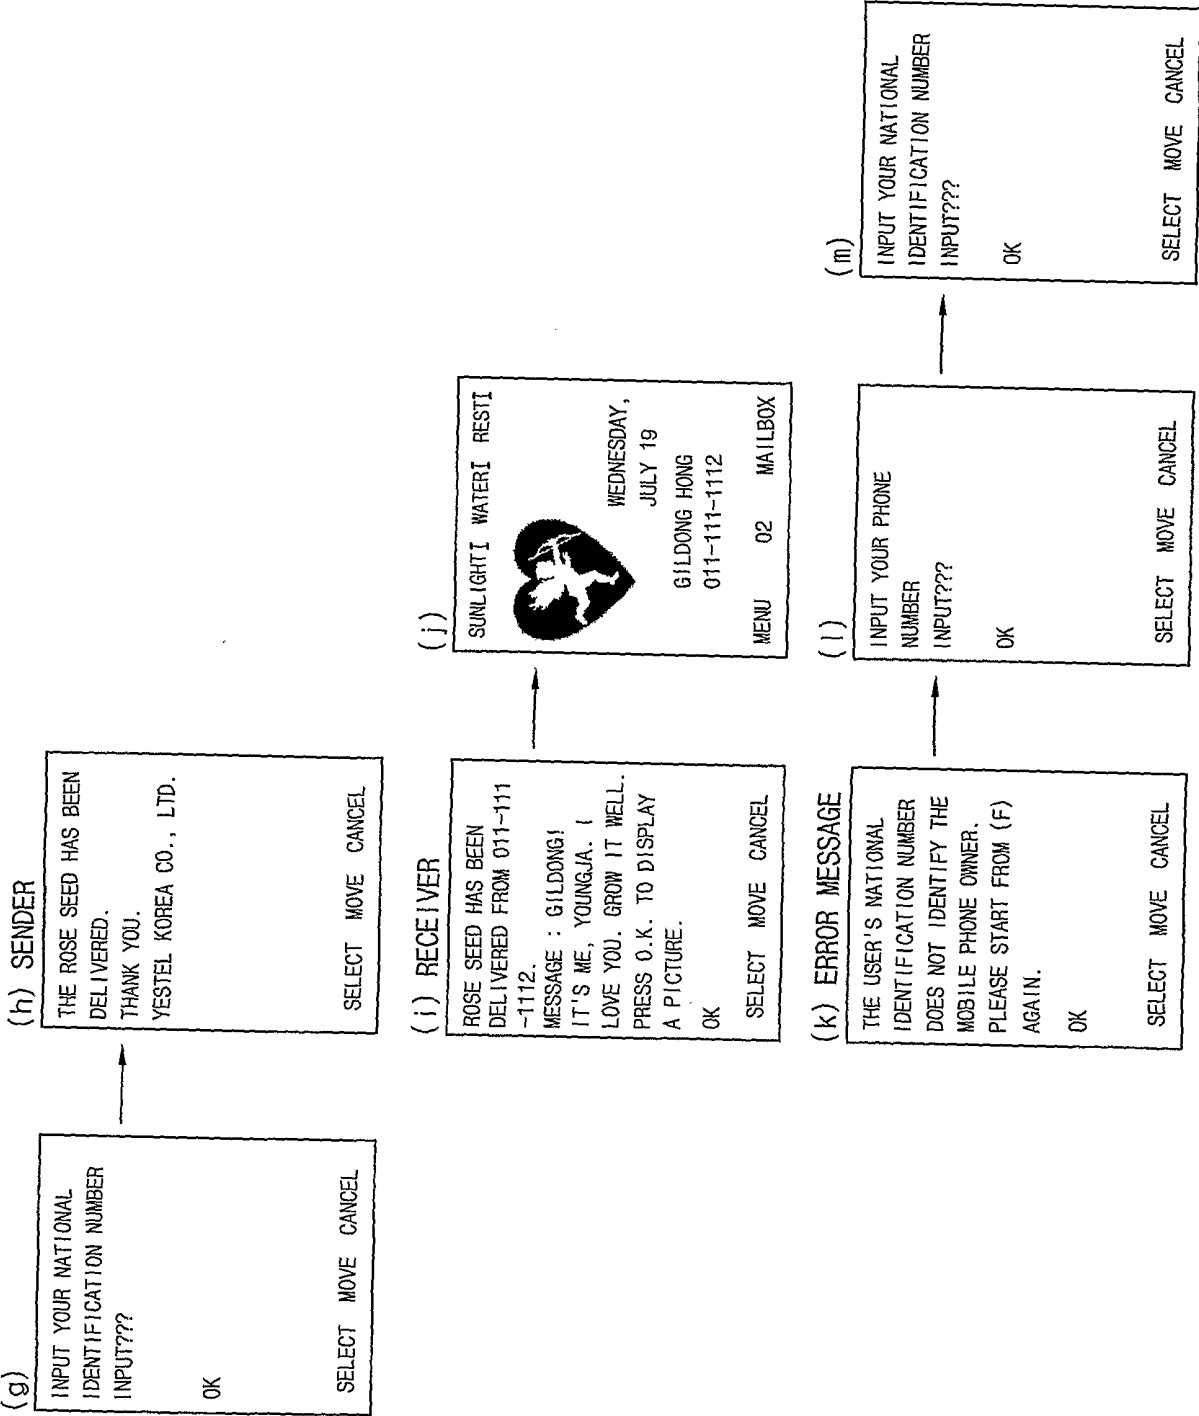 (g)
INPUT YOUR NATIONAL
IDENTIFICATION NUMBER
INPUT???
OK
SELECT MOVE CANCEL
(h) SENDER
THE ROSE SEED HAS BEEN
DELIVERED.
THANK YOU.
YESTEL KOREA CO., LTD.
SELECT MOVE CANCEL
(i) RECEIVER
ROSE SEED HAS BEEN
DELIVERED FROM 011-111
-1112.
MESSAGE : GILDONG!
IT'S ME, YOUNGJA. I
LOVE YOU. GROW IT WELL.
PRESS O.K. TO DISPLAY
A PICTURE.
OK
SELECT MOVE CANCEL
(j)
SUNLIGHTI WATERI RESTI
WEDNESDAY,
JULY 19
GILDONG HONG
011-111-1112
MENU 02 MAILBOX
(k) ERROR MESSAGE
THE USER'S NATIONAL
IDENTIFICATION NUMBER
DOES NOT IDENTIFY THE
MOBILE PHONE OWNER.
PLEASE START FROM (F)
AGAIN.
OK
SELECT MOVE CANCEL
(l)
INPUT YOUR PHONE
NUMBER
INPUT???
OK
SELECT MOVE CANCEL
(m)
INPUT YOUR NATIONAL
IDENTIFICATION NUMBER
INPUT???
OK
SELECT MOVE CANCEL